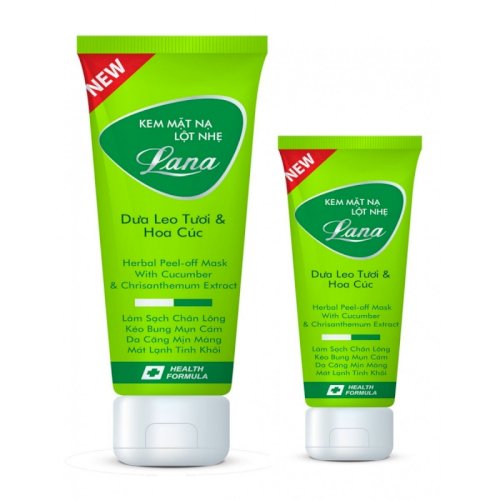 NEW
KEM MẶT NẠ
LỘT NHẸ
Lana
Dưa Leo Tươi &
Hoa Cúc
Herbal Peel-off Mask
With Cucumber
& Chrisanthemum Extract
Làm Sạch Chân Lông
Kéo Bung Mụn Cám
Da Căng Mịn Màng
Mát Lạnh Tinh Khôi
HEALTH
FORMULA
NEW
KEM MẶT NẠ
LỘT NHẸ
Lana
Dưa Leo Tươi &
Hoa Cúc
Herbal Peel-off Mask
With Cucumber
& Chrisanthemum Extract
Làm Sạch Chân Lông
Kéo Bung Mụn Cám
Da Căng Mịn Màng
Mát Lạnh Tinh Khôi
HEALTH
FORMULA